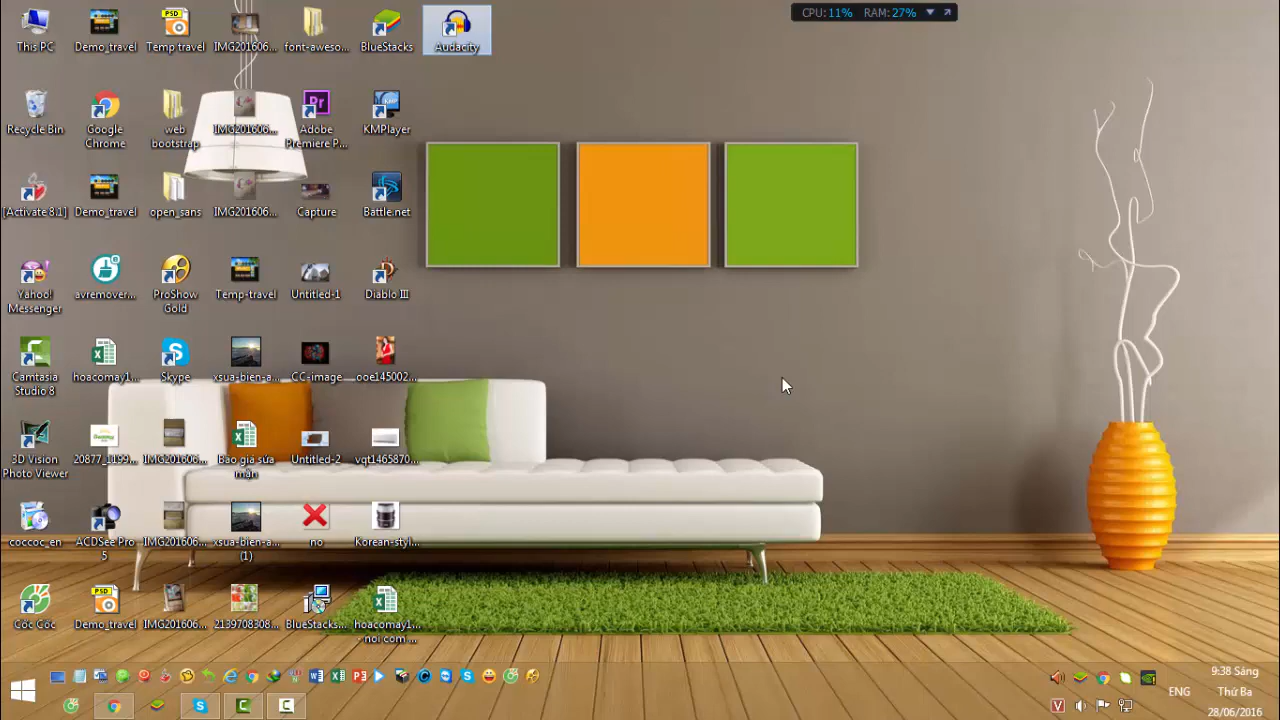 CPU:11% RAM:27%
This PC
Demo_travel
Temp travel
IMG201606...
font-aweso...
BlueStacks
Audacity
Recycle Bin
Google Chrome
web bootstrap
IMG201606...
Adobe Premiere P...
KMPlayer
[Activate 8.1]
Demo_travel
open_sans
IMG201606...
Capture
Battle.net
Yahoo! Messenger
avremover...
ProShow Gold
Temp-travel
Untitled-1
Diablo III
Camtasia Studio 8
hoacomay1...
Skype
xsua-bien-a...
CC-image
ooe145002...
3D Vision Photo Viewer
20877_1199...
IMG201606...
Báo giá sửa màn
Untitled-2
vqt1465870...
coccoc_en
ACDSee Pro 5
IMG201606...
xsua-bien-a... (1)
no
Korean-styl...
Cốc Cốc
Demo_travel
IMG201606...
2139708308...
BlueStacks...
hoacomay1... noi com ...
ENG
9:38 Sáng
Thứ Ba
28/06/2016